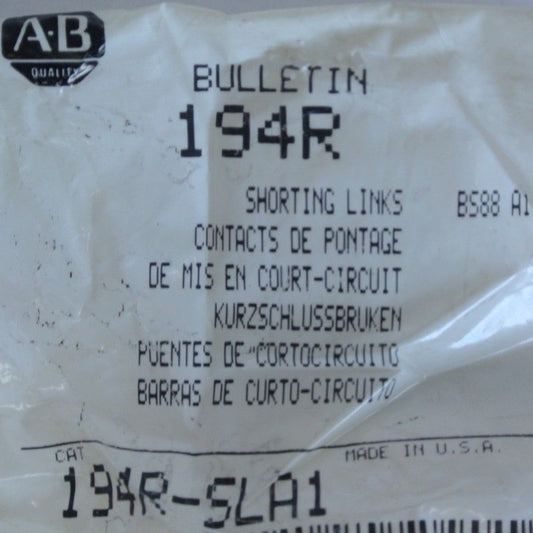 A·B
QUALITY
BULLETIN
194R
SHORTING LINKS BS88 A1
CONTACTS DE PONTAGE
DE MIS EN COURT-CIRCUIT
KURZSCHLUSSBRUKEN
PUENTES DE CORTOCIRCUITO
BARRAS DE CURTO-CIRCUITO
CAT MADE IN U.S.A.
194R-SLA1